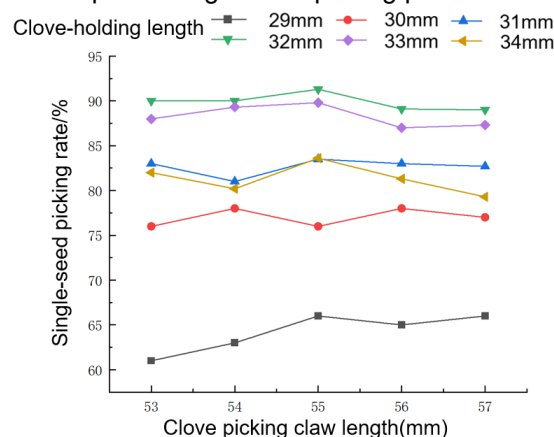 Clove-holding length 29mm 30mm 31mm
32mm 33mm 34mm
95
90
85
80
75
70
65
60
Single-seed picking rate/%
53 54 55 56 57
Clove picking claw length(mm)